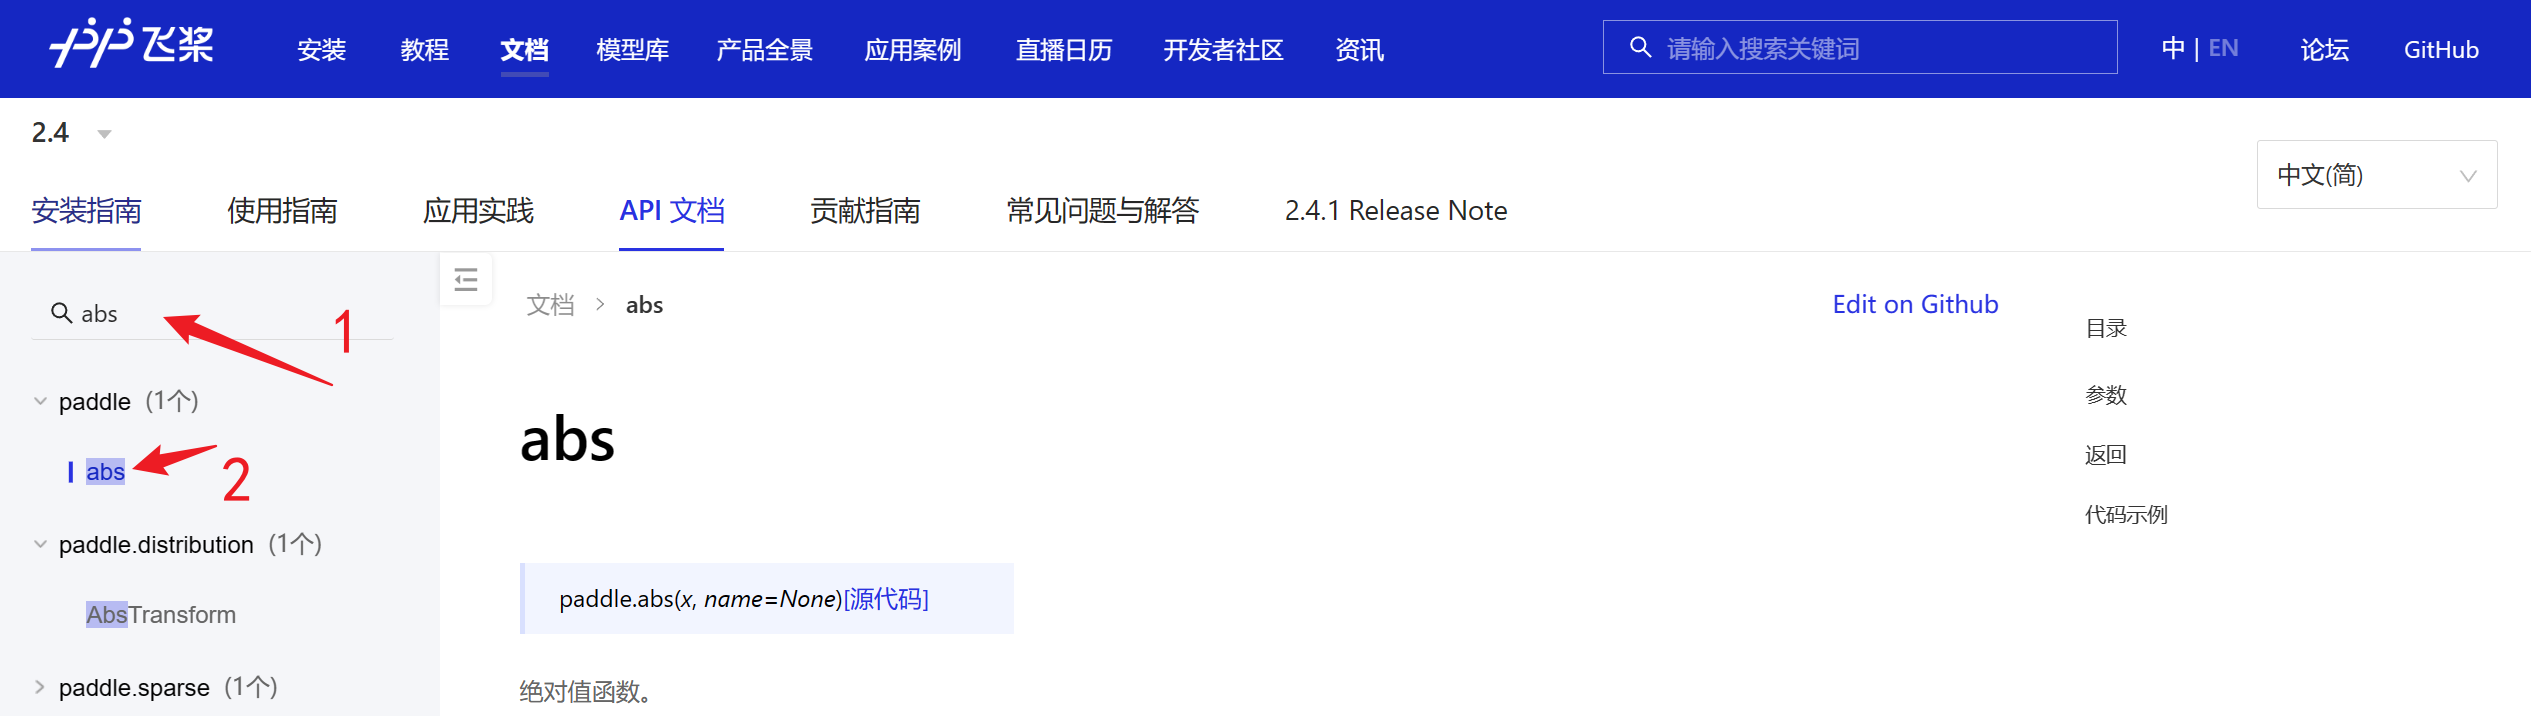 飞桨 安装 教程 文档 模型库 产品全景 应用案例 直播日历 开发者社区 资讯 请输入搜索关键词 中 | EN 论坛 GitHub
2.4
中文(简)
安装指南 使用指南 应用实践 API 文档 贡献指南 常见问题与解答 2.4.1 Release Note
abs
1
paddle (1个)
abs
2
paddle.distribution (1个)
AbsTransform
paddle.sparse (1个)
文档 > abs
Edit on Github
abs
paddle.abs(x, name=None)[源代码]
绝对值函数。
目录
参数
返回
代码示例